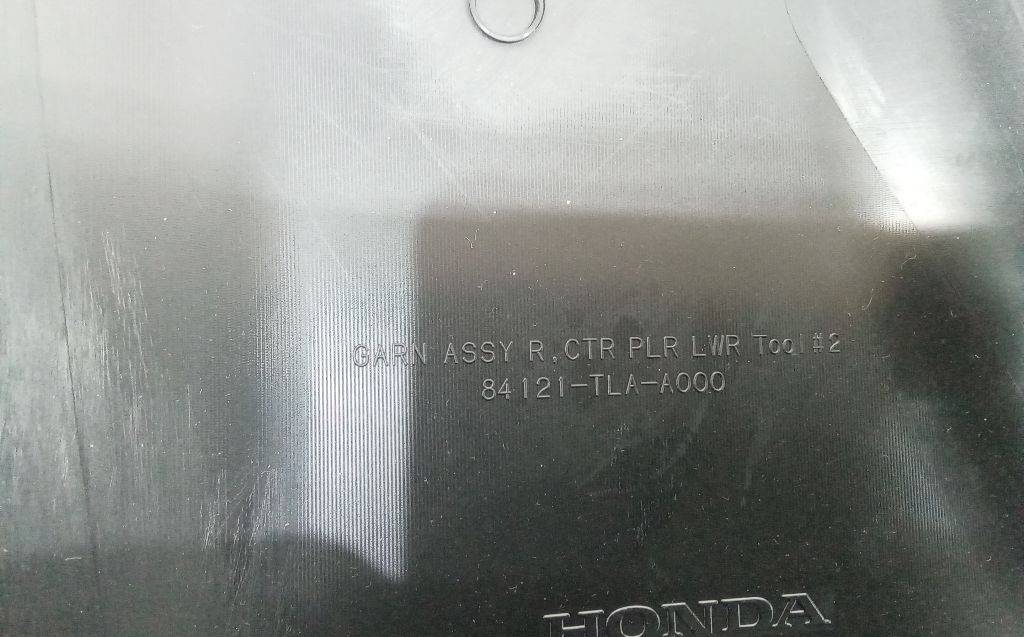 GARN ASSY R,CTR PLR LWR Tool#2
84121-TLA-A000
HONDA